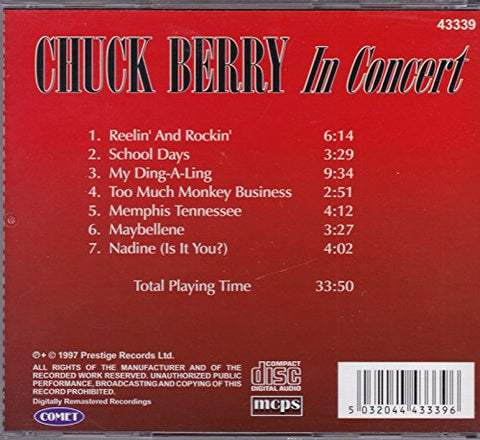 43339
CHUCK BERRY In Concert
1. Reelin' And Rockin' 6:14
2. School Days 3:29
3. My Ding-A-Ling 9:34
4. Too Much Monkey Business 2:51
5. Memphis Tennessee 4:12
6. Maybellene 3:27
7. Nadine (Is It You?) 4:02
Total Playing Time 33:50
℗ + © 1997 Prestige Records Ltd.
ALL RIGHTS OF THE MANUFACTURER AND OF THE
RECORDED WORK RESERVED. UNAUTHORIZED PUBLIC
PERFORMANCE, BROADCASTING AND COPYING OF THIS
RECORD PROHIBITED.
Digitally Remastered Recordings
COMET
COMPACT
disc
DIGITAL AUDIO
mcps
5 032044 433396